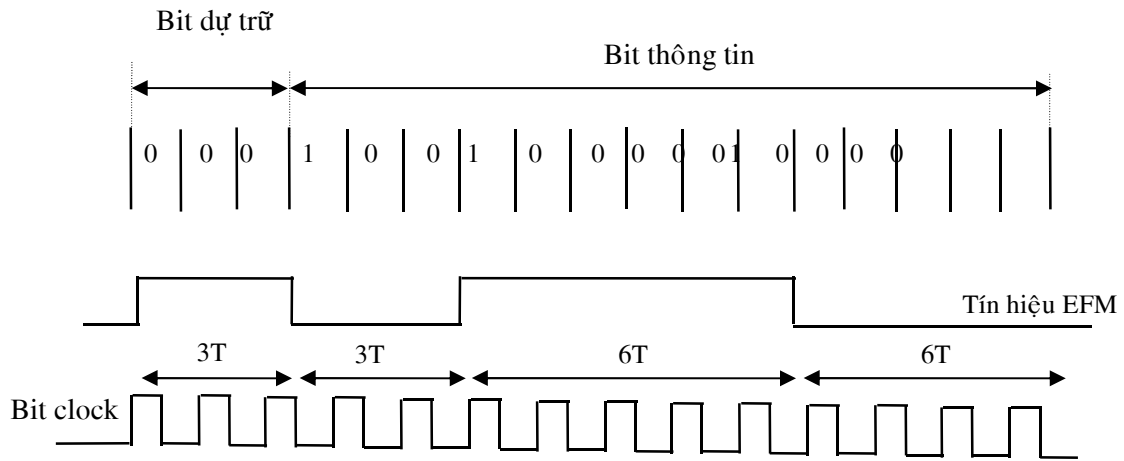 Bit dự trữ
Bit thông tin
0 0 0 1 0 0 1 0 0 0 0 01 0 0 0 0
Tín hiệu EFM
3T 3T 6T 6T
Bit clock